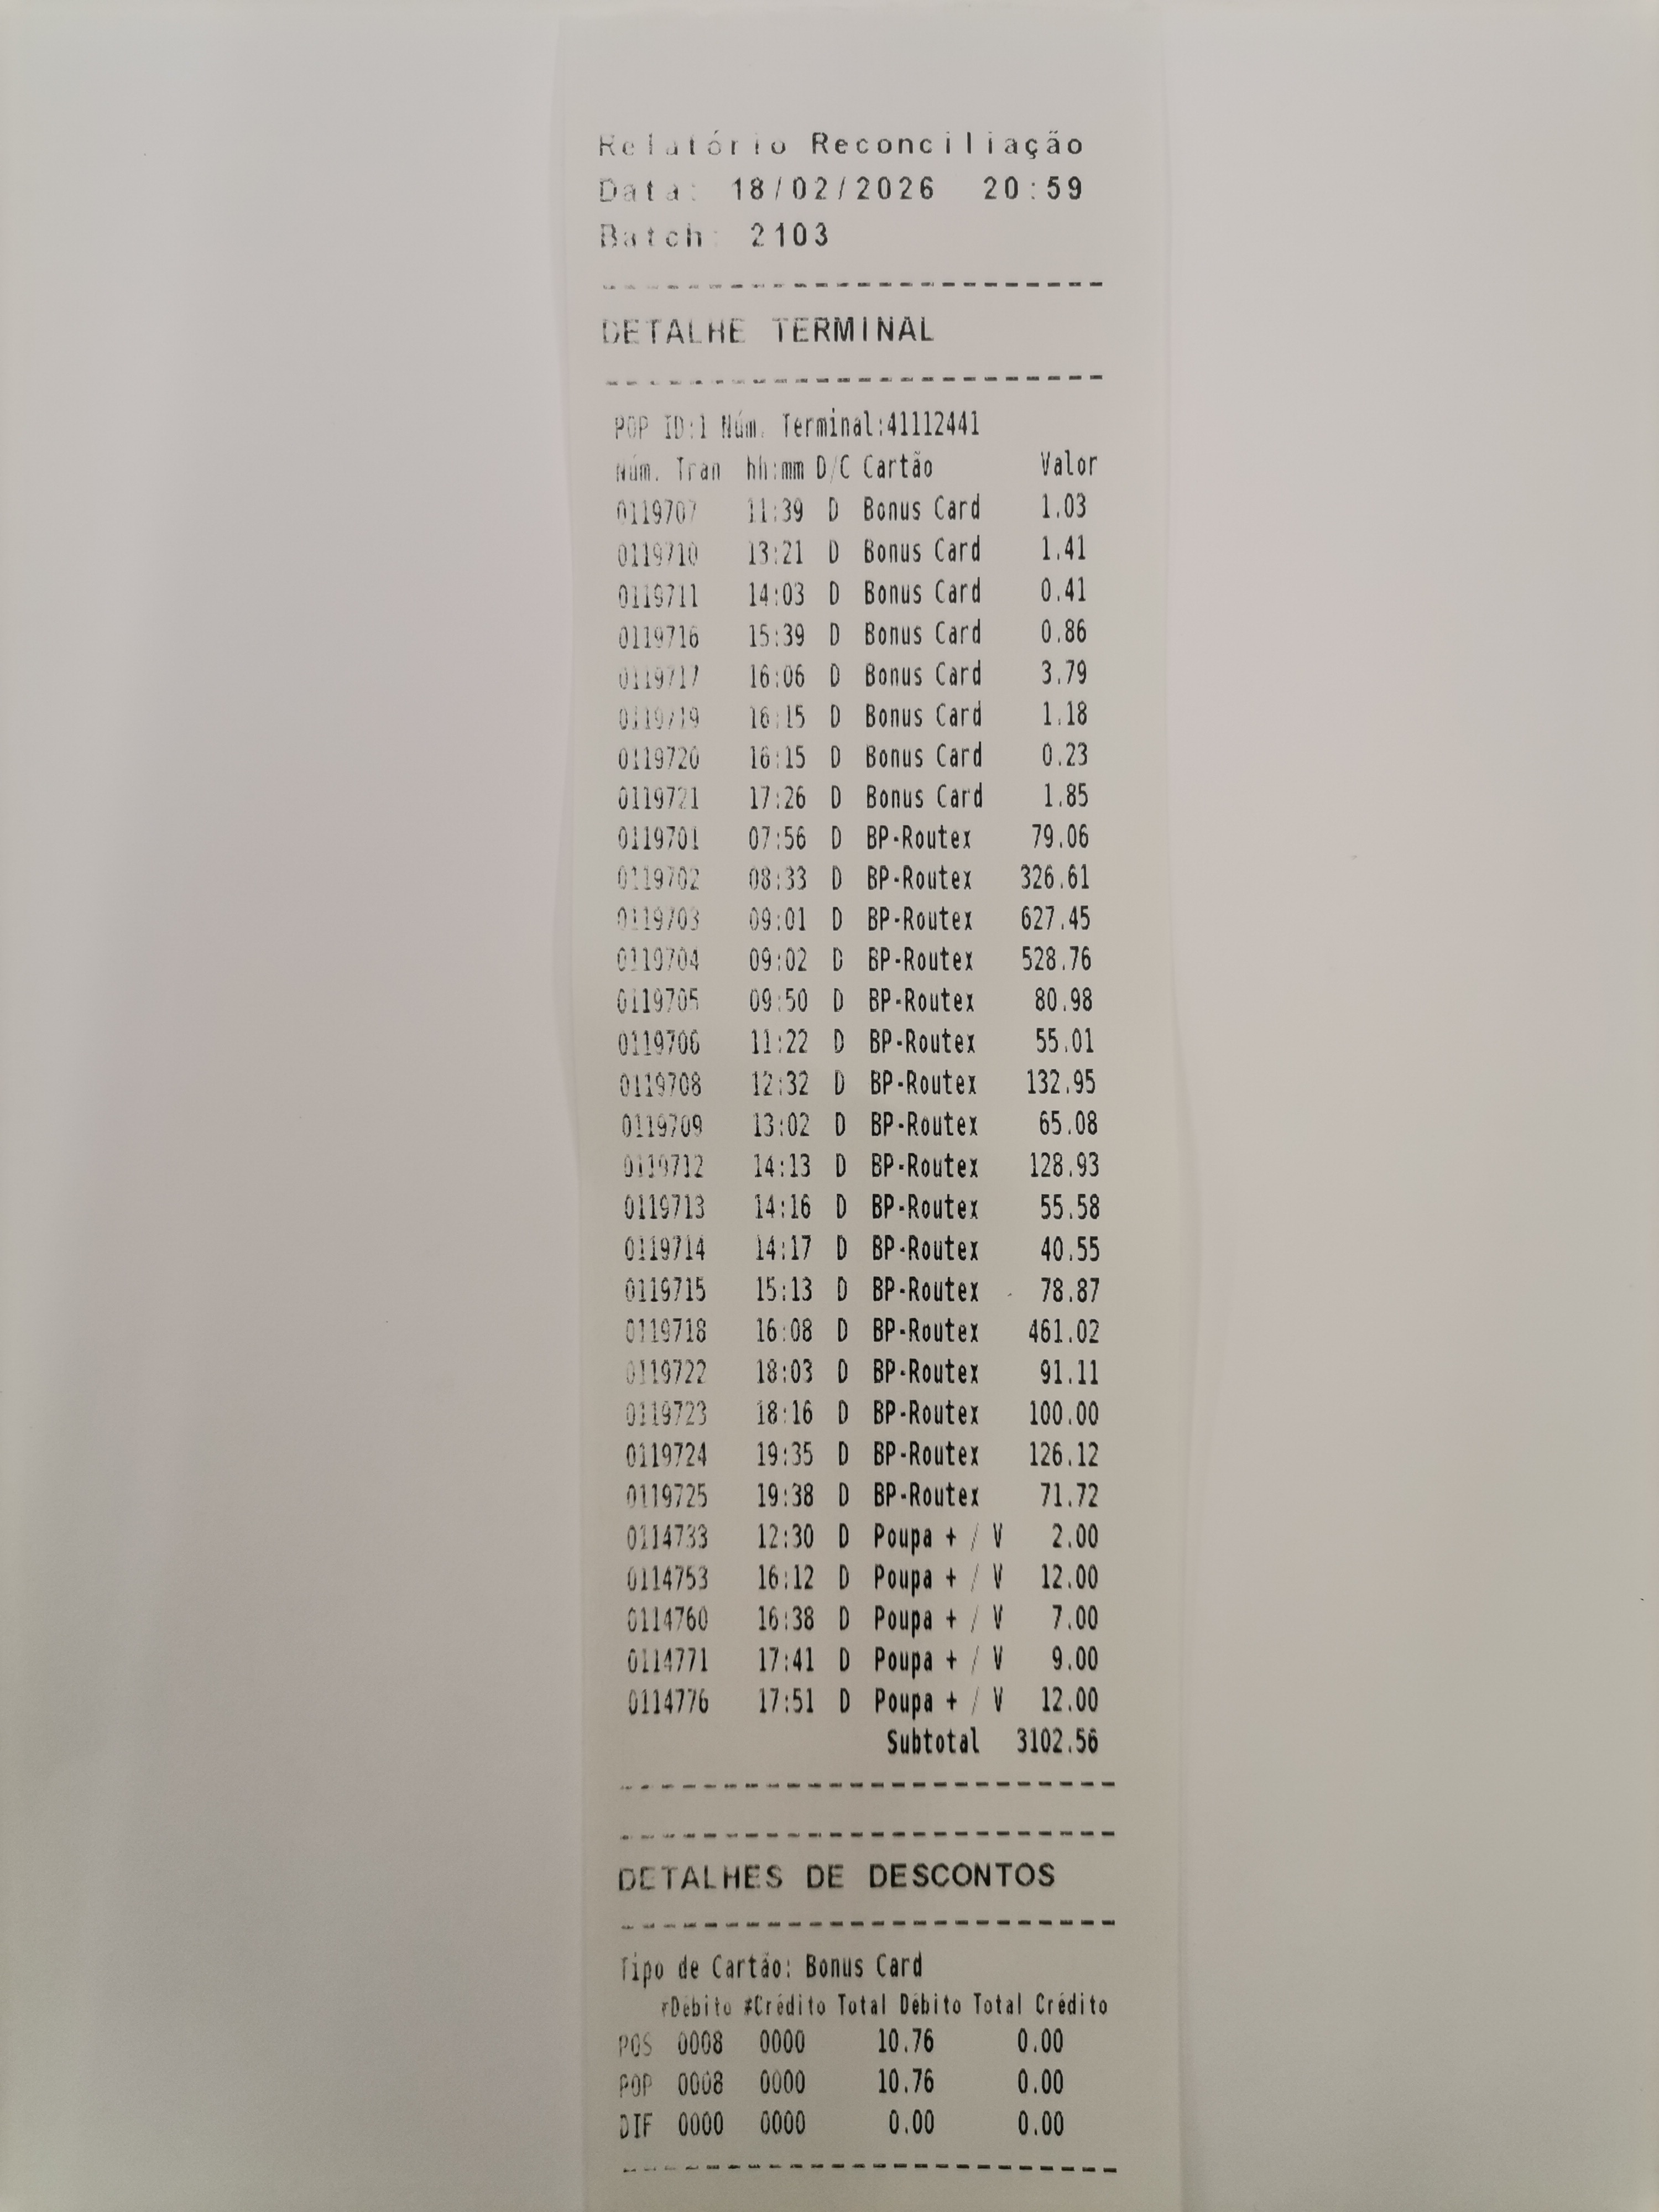 Relatório Reconciliação
Data: 18/02/2026 20:59
Batch: 2103
------------------------
DETALHE TERMINAL
------------------------
POP ID:1 Núm. Terminal:41112441
Núm. Tran hh:mm D/C Cartão Valor
0119707 11:39 D Bonus Card 1.03
0119710 13:21 D Bonus Card 1.41
0119711 14:03 D Bonus Card 0.41
0119716 15:39 D Bonus Card 0.86
0119717 16:06 D Bonus Card 3.79
0119719 16:15 D Bonus Card 1.18
0119720 16:15 D Bonus Card 0.23
0119721 17:26 D Bonus Card 1.85
0119701 07:56 D BP-Routex 79.06
0119702 08:33 D BP-Routex 326.61
0119703 09:01 D BP-Routex 627.45
0119704 09:02 D BP-Routex 528.76
0119705 09:50 D BP-Routex 80.98
0119706 11:22 D BP-Routex 55.01
0119708 12:32 D BP-Routex 132.95
0119709 13:02 D BP-Routex 65.08
0119712 14:13 D BP-Routex 128.93
0119713 14:16 D BP-Routex 55.58
0119714 14:17 D BP-Routex 40.55
0119715 15:13 D BP-Routex 78.87
0119718 16:08 D BP-Routex 461.02
0119722 18:03 D BP-Routex 91.11
0119723 18:16 D BP-Routex 100.00
0119724 19:35 D BP-Routex 126.12
0119725 19:38 D BP-Routex 71.72
0114733 12:30 D Poupa + / V 2.00
0114753 16:12 D Poupa + / V 12.00
0114760 16:38 D Poupa + / V 7.00
0114771 17:41 D Poupa + / V 9.00
0114776 17:51 D Poupa + / V 12.00
Subtotal 3102.56
------------------------
------------------------
DETALHES DE DESCONTOS
------------------------
Tipo de Cartão: Bonus Card
#Débito #Crédito Total Débito Total Crédito
POS 0008 0000 10.76 0.00
POP 0008 0000 10.76 0.00
DIF 0000 0000 0.00 0.00
------------------------